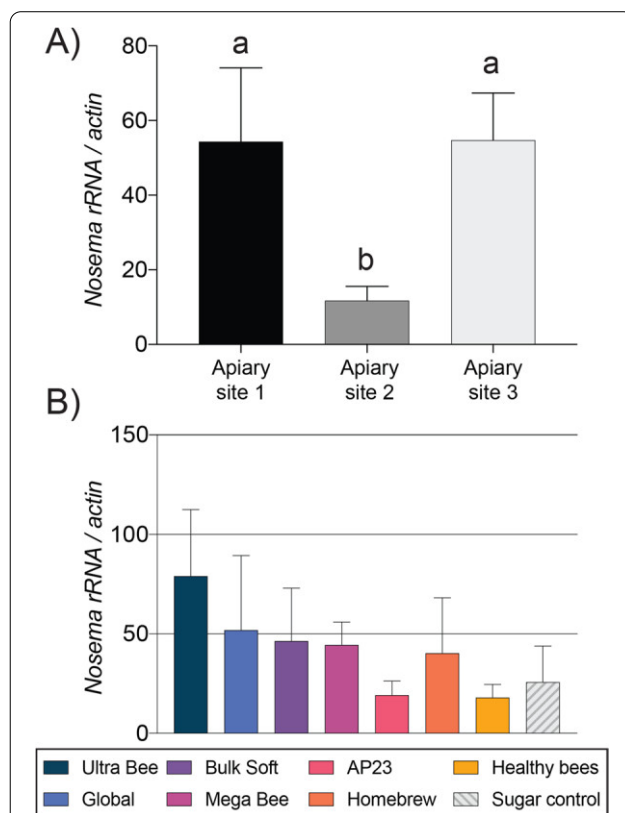 A)
Nosema rRNA / actin
80
60
40
20
0
a
b
a
Apiary site 1
Apiary site 2
Apiary site 3
B)
Nosema rRNA / actin
150
100
50
0
Ultra Bee
Bulk Soft
AP23
Healthy bees
Global
Mega Bee
Homebrew
Sugar control